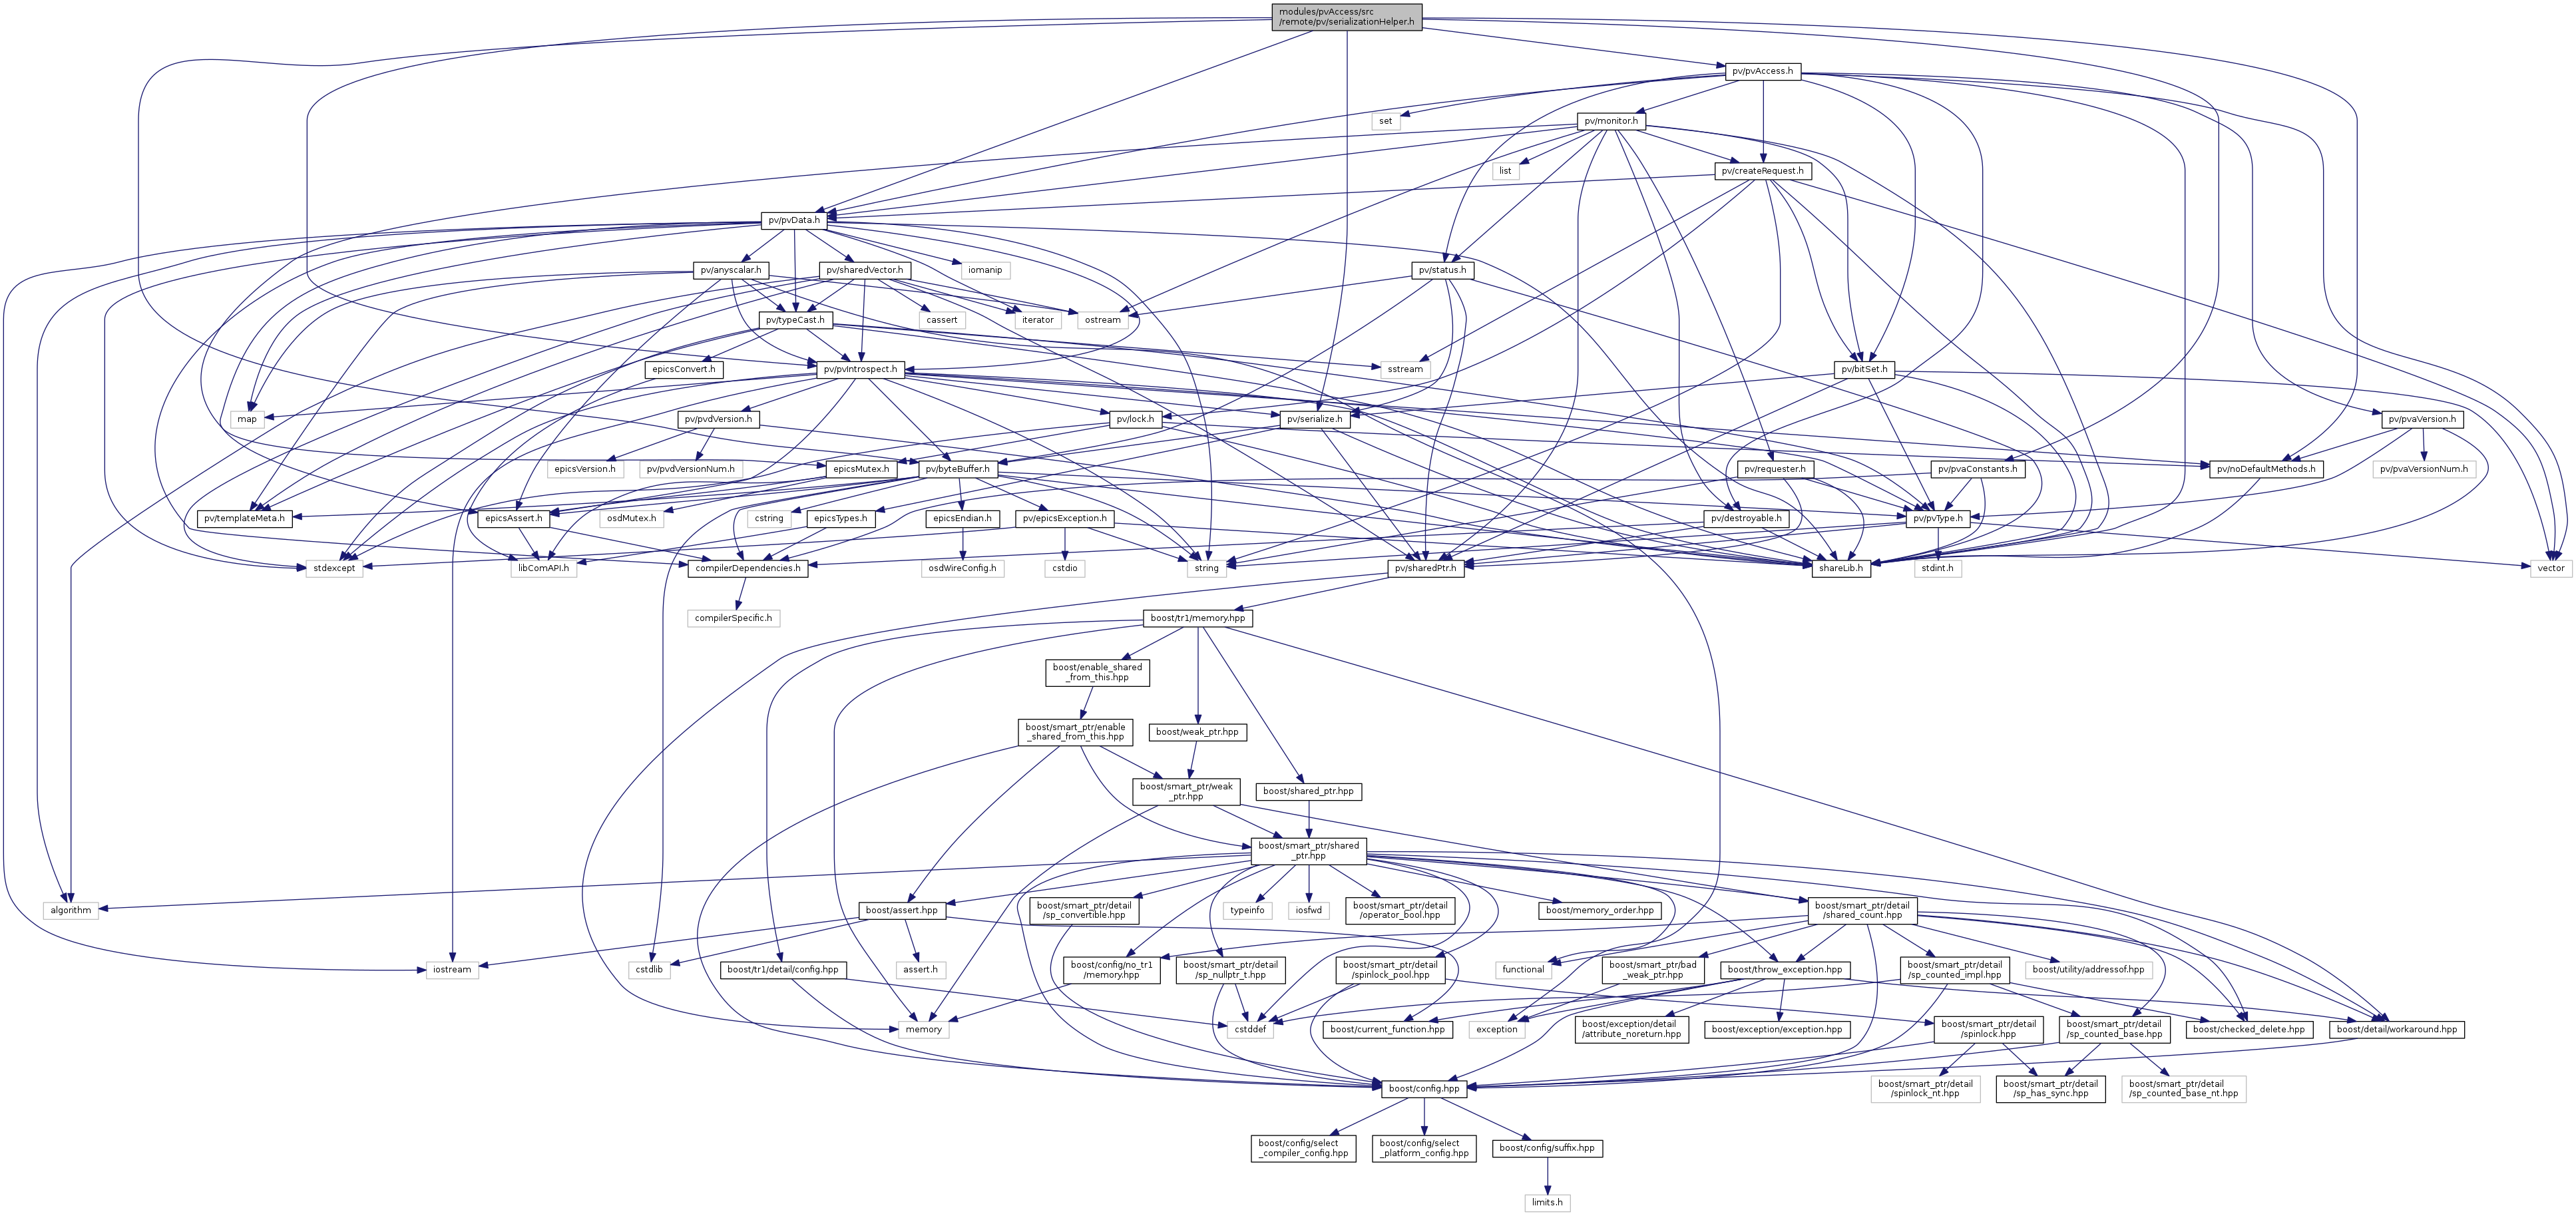 modules/pvAccess/src
/remote/pv/serializationHelper.h
pv/pvAccess.h
set
pv/monitor.h
list
pv/createRequest.h
pv/pvData.h
pv/anyscalar.h
pv/sharedVector.h
iomanip
pv/status.h
pv/typeCast.h
cassert
iterator
ostream
epicsConvert.h
pv/pvIntrospect.h
sstream
pv/bitSet.h
map
pv/pvdVersion.h
pv/lock.h
pv/serialize.h
pv/pvaVersion.h
epicsVersion.h
pv/pvdVersionNum.h
epicsMutex.h
pv/byteBuffer.h
pv/requester.h
pv/pvaConstants.h
pv/noDefaultMethods.h
pv/pvaVersionNum.h
pv/templateMeta.h
epicsAssert.h
osdMutex.h
cstring
epicsTypes.h
epicsEndian.h
pv/epicsException.h
pv/destroyable.h
pv/pvType.h
stdexcept
libComAPI.h
compilerDependencies.h
osdWireConfig.h
cstdio
string
pv/sharedPtr.h
shareLib.h
stdint.h
vector
compilerSpecific.h
boost/tr1/memory.hpp
boost/enable_shared
_from_this.hpp
boost/smart_ptr/enable
_shared_from_this.hpp
boost/weak_ptr.hpp
boost/smart_ptr/weak
_ptr.hpp
boost/shared_ptr.hpp
boost/smart_ptr/shared
_ptr.hpp
algorithm
boost/assert.hpp
boost/smart_ptr/detail
/sp_convertible.hpp
typeinfo
iosfwd
boost/smart_ptr/detail
/operator_bool.hpp
boost/memory_order.hpp
boost/smart_ptr/detail
/shared_count.hpp
iostream
cstdlib
boost/tr1/detail/config.hpp
assert.h
boost/config/no_tr1
/memory.hpp
boost/smart_ptr/detail
/sp_nullptr_t.hpp
boost/smart_ptr/detail
/spinlock_pool.hpp
functional
boost/smart_ptr/bad
_weak_ptr.hpp
boost/throw_exception.hpp
boost/smart_ptr/detail
/sp_counted_impl.hpp
boost/utility/addressof.hpp
memory
cstddef
boost/current_function.hpp
exception
boost/exception/detail
/attribute_noreturn.hpp
boost/exception/exception.hpp
boost/smart_ptr/detail
/spinlock.hpp
boost/smart_ptr/detail
/sp_counted_base.hpp
boost/checked_delete.hpp
boost/detail/workaround.hpp
boost/config.hpp
boost/smart_ptr/detail
/spinlock_nt.hpp
boost/smart_ptr/detail
/sp_has_sync.hpp
boost/smart_ptr/detail
/sp_counted_base_nt.hpp
boost/config/select
_compiler_config.hpp
boost/config/select
_platform_config.hpp
boost/config/suffix.hpp
limits.h